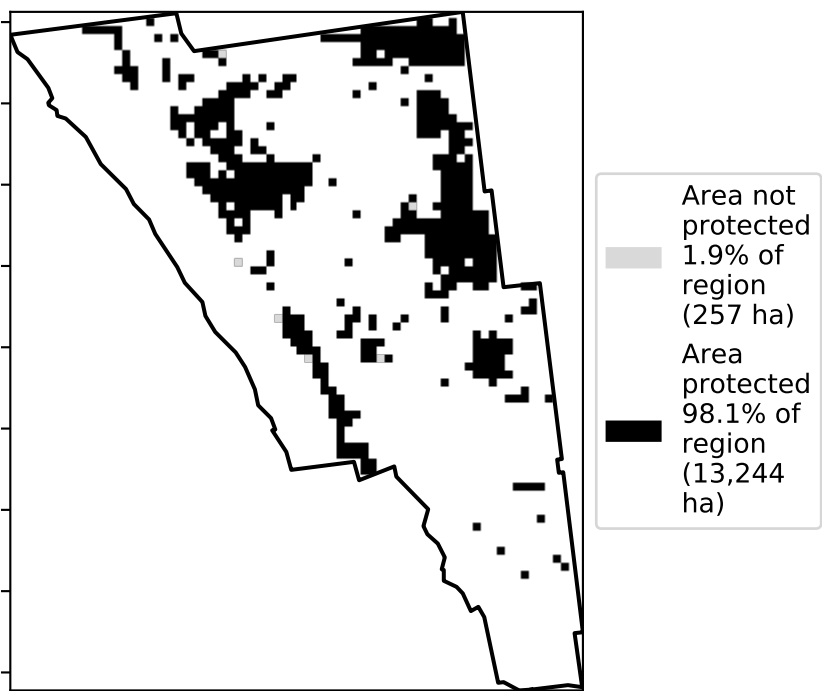 Area not
protected
1.9% of
region
(257 ha)
Area
protected
98.1% of
region
(13,244
ha)